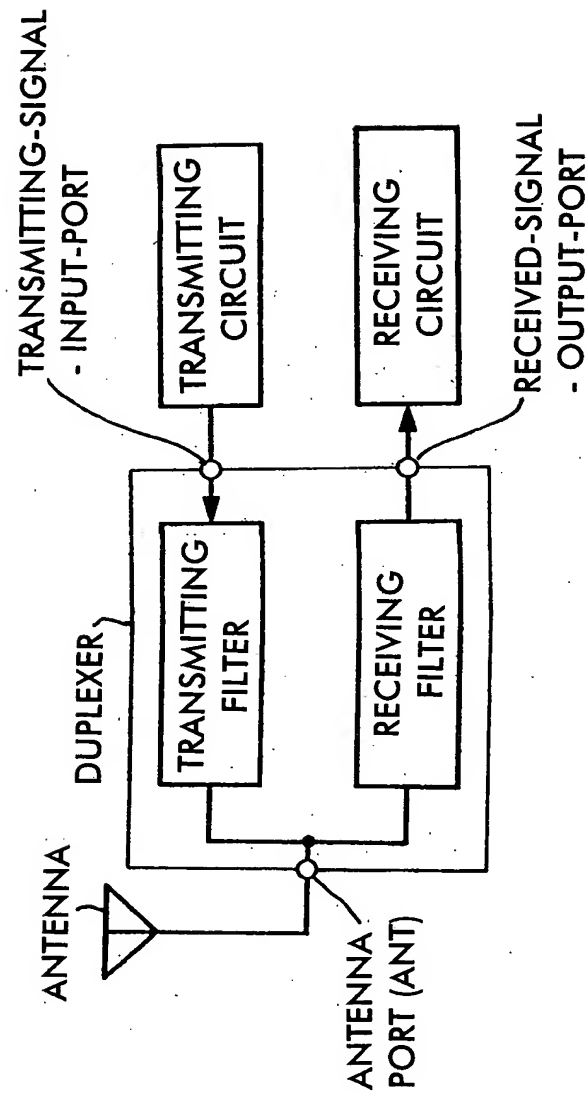 TRANSMITTING-SIGNAL
- INPUT-PORT
ANTENNA
DUPLEXER
TRANSMITTING
FILTER
TRANSMITTING
CIRCUIT
RECEIVING
FILTER
RECEIVING
CIRCUIT
ANTENNA
PORT (ANT)
RECEIVED-SIGNAL
- OUTPUT-PORT